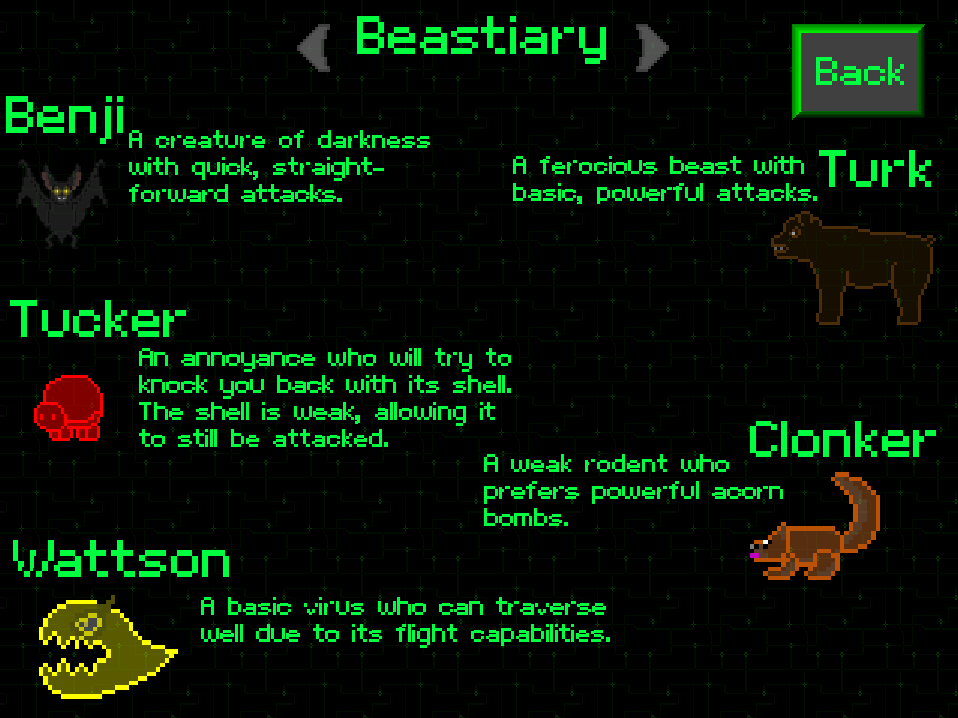 Beastiary
Back
Benji
A creature of darkness
with quick, straight-
forward attacks.
Turk
A ferocious beast with
basic, powerful attacks.
Tucker
An annoyance who will try to
knock you back with its shell.
The shell is weak, allowing it
to still be attacked.
Clonker
A weak rodent who
prefers powerful acorn
bombs.
Wattson
A basic virus who can traverse
well due to its flight capabilities.